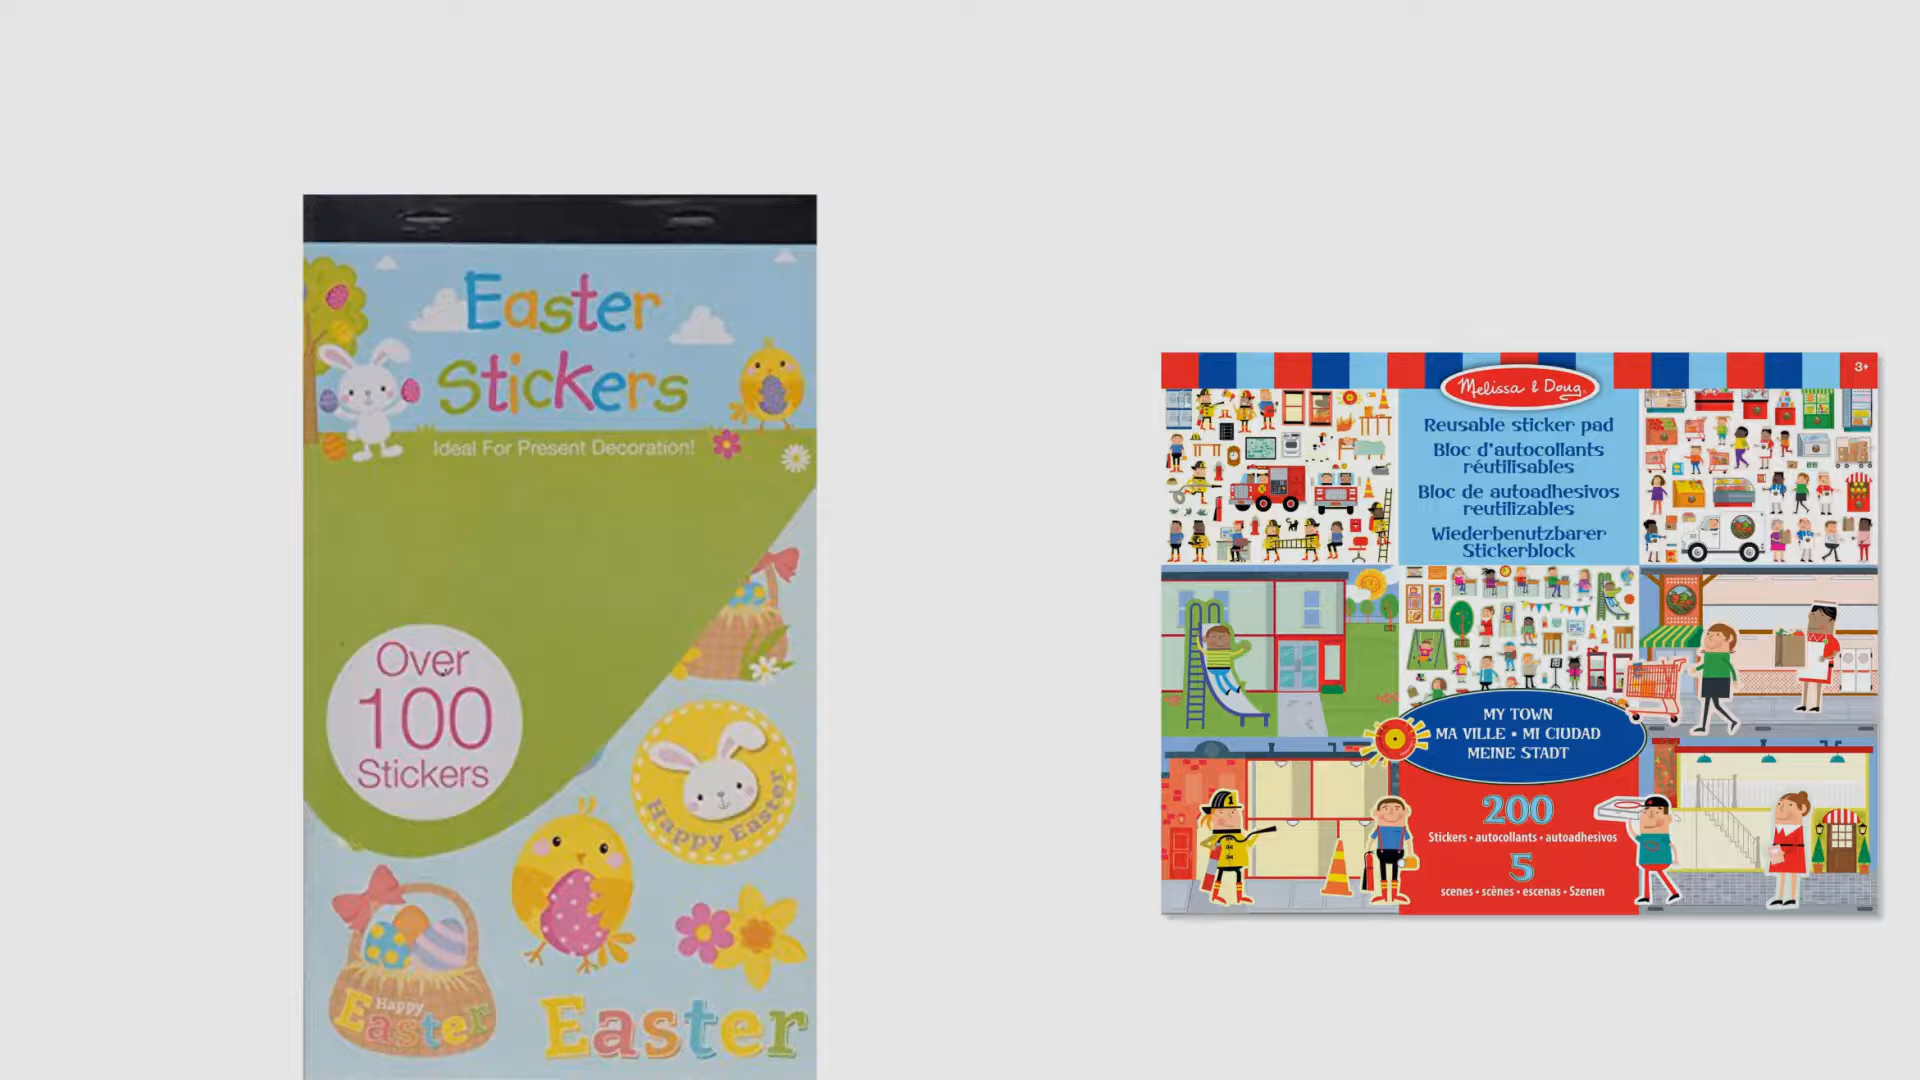 Easter
Stickers
Ideal For Present Decoration!
Over
100
Stickers
Happy Easter
Happy
Easter
Easter
Melissa & Doug
3+
Reusable sticker pad
Bloc d'autocollants
réutilisables
Bloc de autoadhesivos
reutilizables
Wiederbenutzbarer
Stickerblock
MY TOWN
MA VILLE • MI CIUDAD
MEINE STADT
200
Stickers • autocollants • autoadhesivos
5
scenes • scènes • escenas • Szenen
1